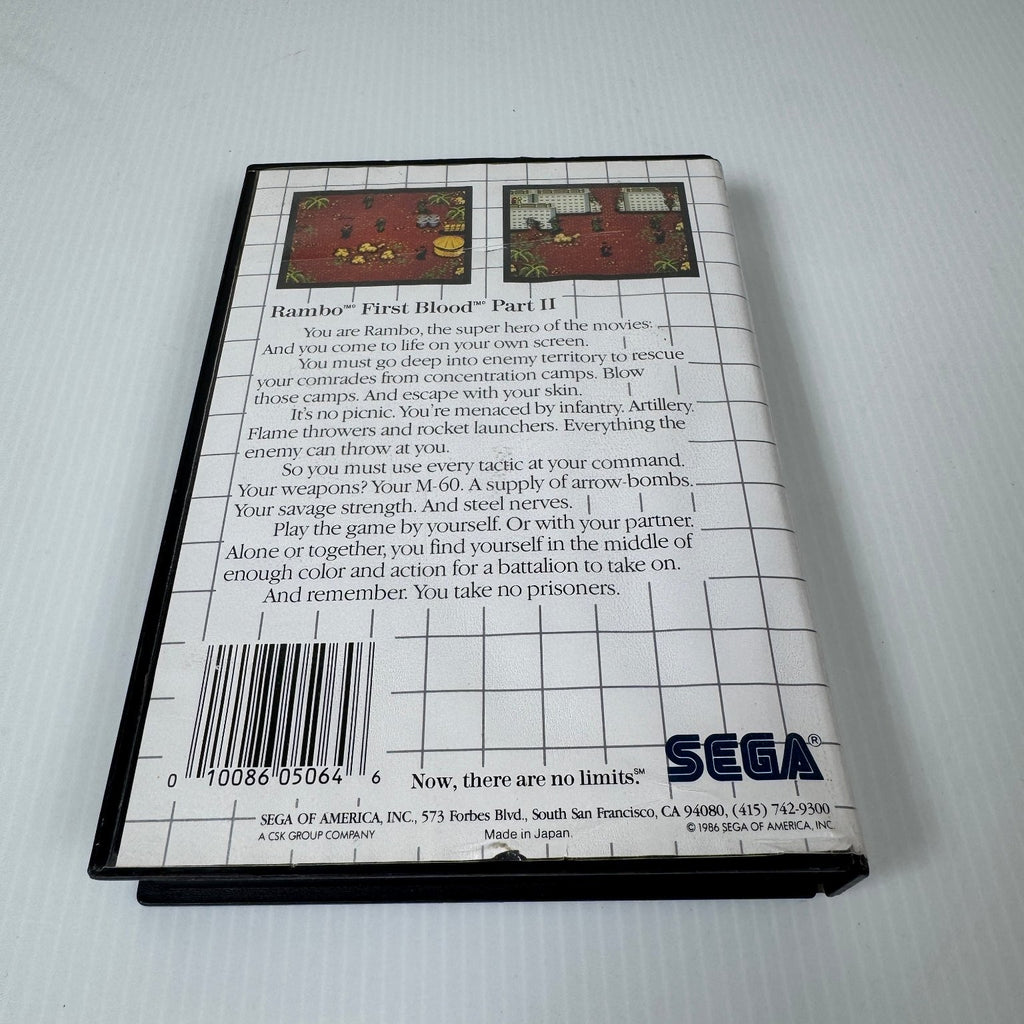 Rambo™® First Blood™® Part II
You are Rambo, the super hero of the movies:
And you come to life on your own screen.
You must go deep into enemy territory to rescue
your comrades from concentration camps. Blow
those camps. And escape with your skin.
It's no picnic. You're menaced by infantry. Artillery.
Flame throwers and rocket launchers. Everything the
enemy can throw at you.
So you must use every tactic at your command.
Your weapons? Your M-60. A supply of arrow-bombs.
Your savage strength. And steel nerves.
Play the game by yourself. Or with your partner.
Alone or together, you find yourself in the middle of
enough color and action for a battalion to take on.
And remember. You take no prisoners.
0 10086 05064 6
Now, there are no limits.℠
SEGA®
SEGA OF AMERICA, INC., 573 Forbes Blvd., South San Francisco, CA 94080, (415) 742-9300
A CSK GROUP COMPANY
Made in Japan.
© 1986 SEGA OF AMERICA, INC.